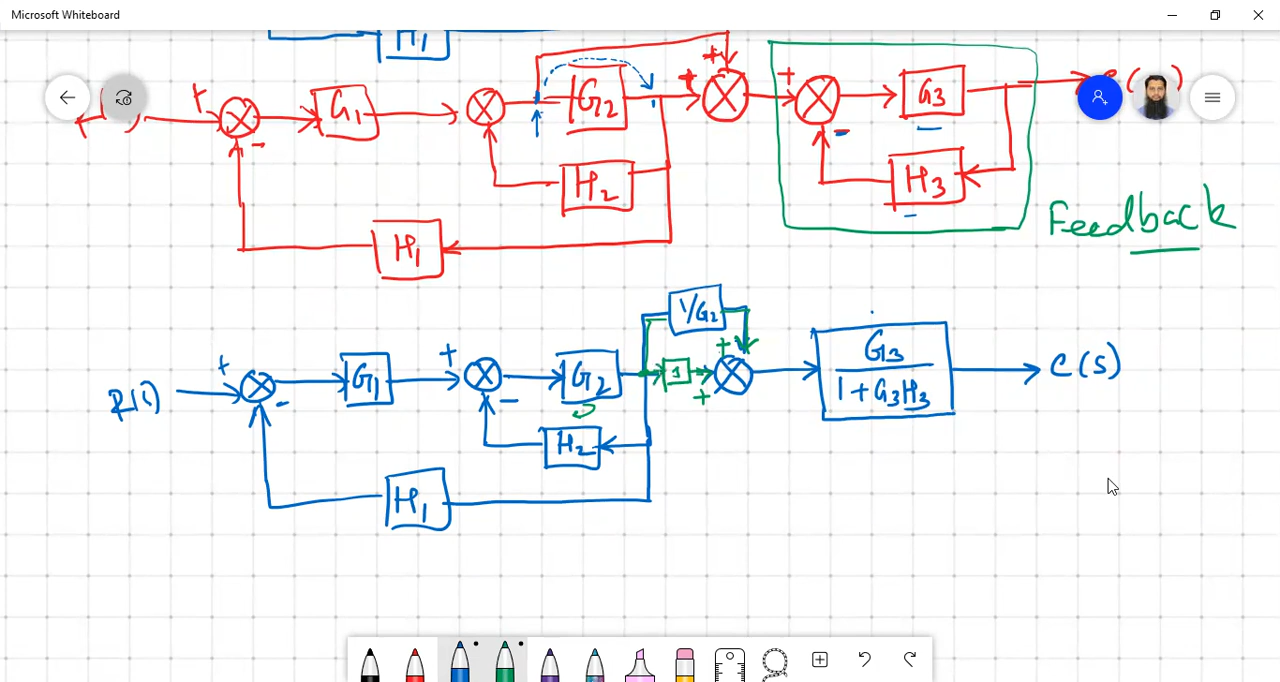 Microsoft Whiteboard
H₁
+
G₁
G₂
+
+
+
G₃
-
-
H₂
H₃
H₁
Feedback
1/G₂
+
+
+
G₁
G₂
1
G₃
1 + G₃H₃
C(S)
-
-
+
H₂
H₁